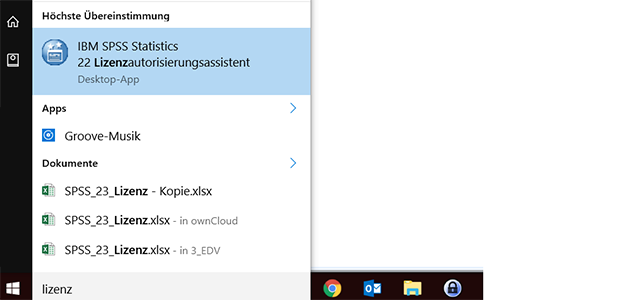 Höchste Übereinstimmung
IBM SPSS Statistics
22 Lizenzautorisierungsassistent
Desktop-App
Apps
Groove-Musik
Dokumente
SPSS_23_Lizenz - Kopie.xlsx
SPSS_23_Lizenz.xlsx - in ownCloud
SPSS_23_Lizenz.xlsx - in 3_EDV
lizenz